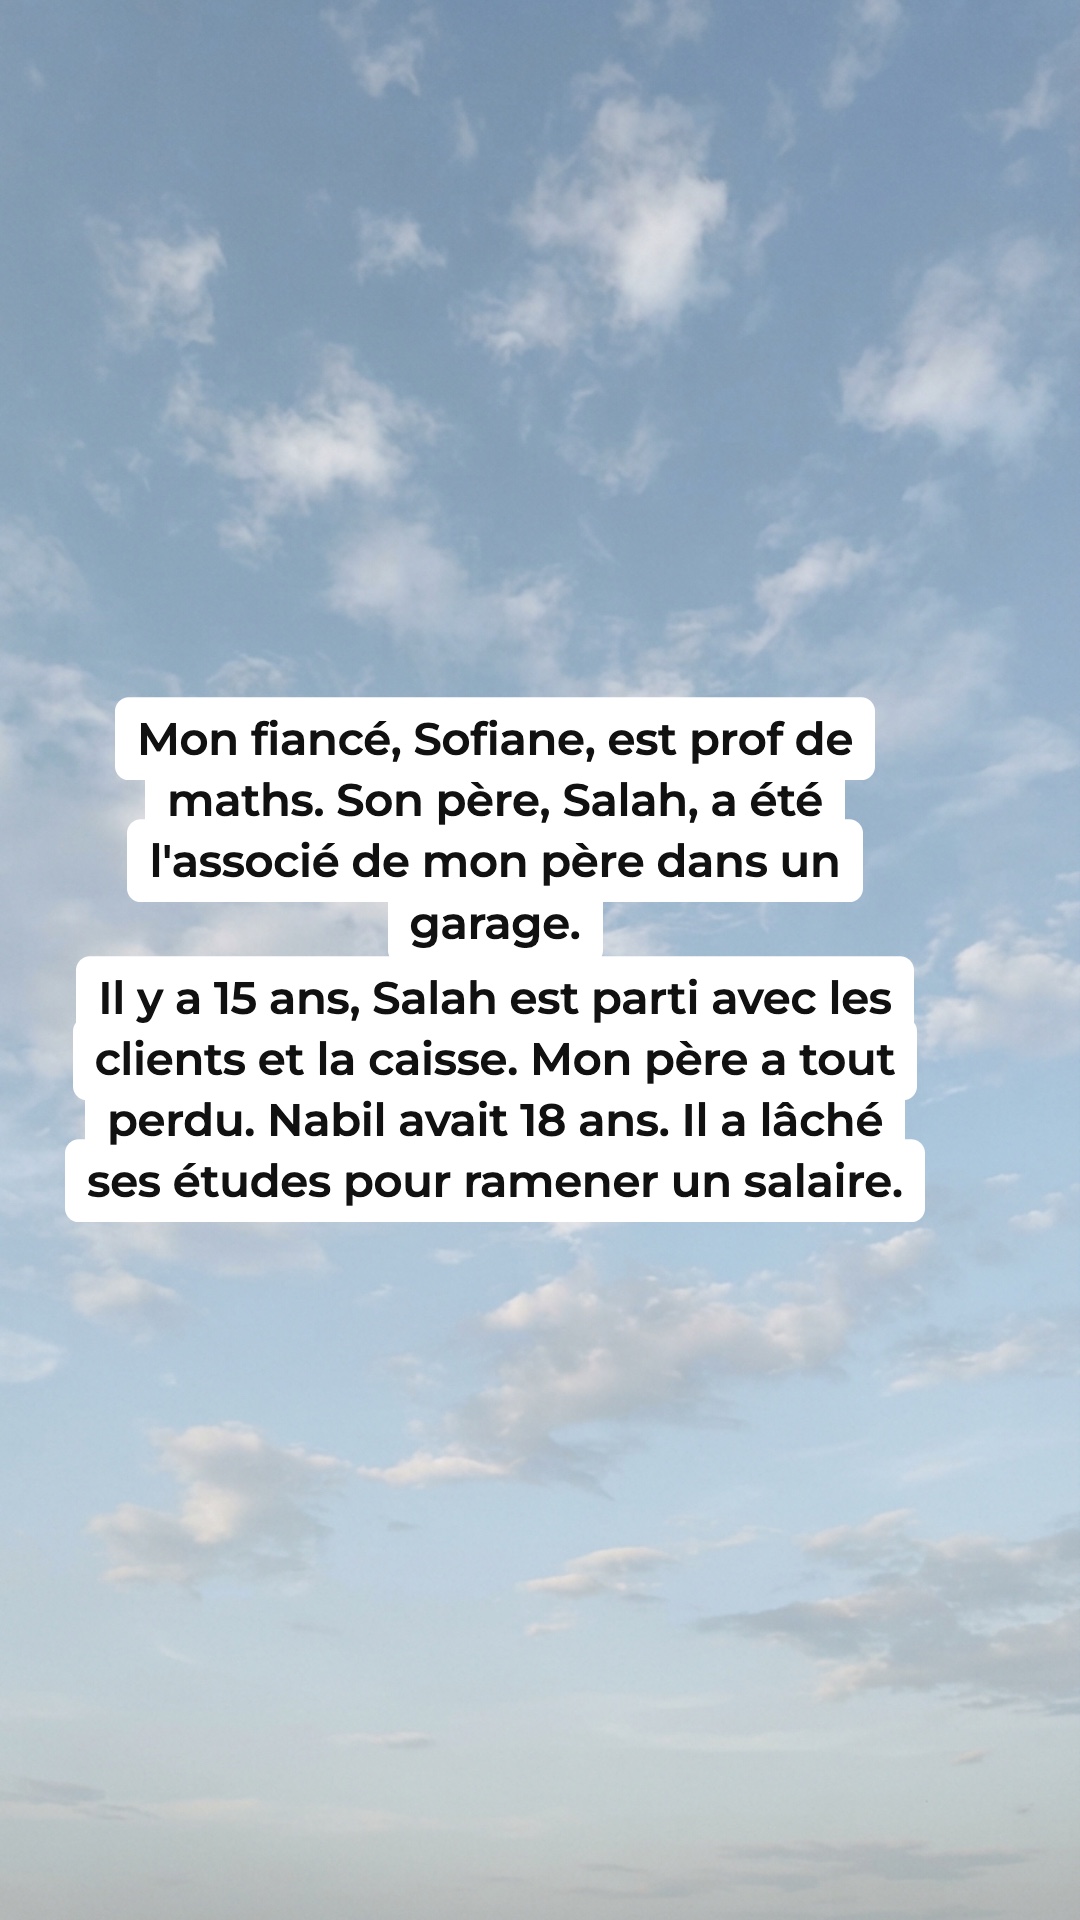 Mon fiancé, Sofiane, est prof de
maths. Son père, Salah, a été
l'associé de mon père dans un
garage.
Il y a 15 ans, Salah est parti avec les
clients et la caisse. Mon père a tout
perdu. Nabil avait 18 ans. Il a lâché
ses études pour ramener un salaire.